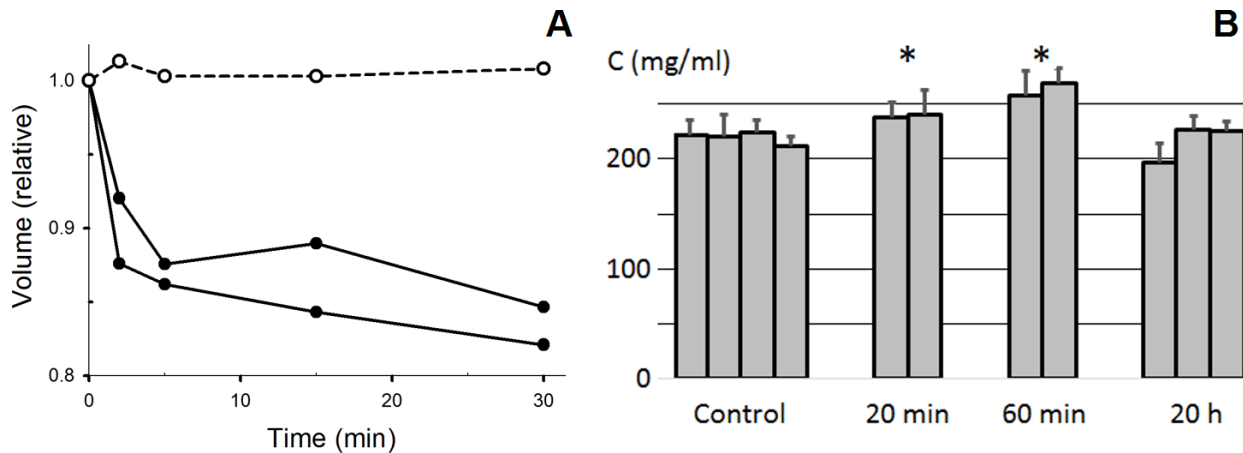 A
Volume (relative)
1.0
0.9
0.8
0
10
20
30
Time (min)
B
C (mg/ml)
*
*
200
100
0
Control
20 min
60 min
20 h